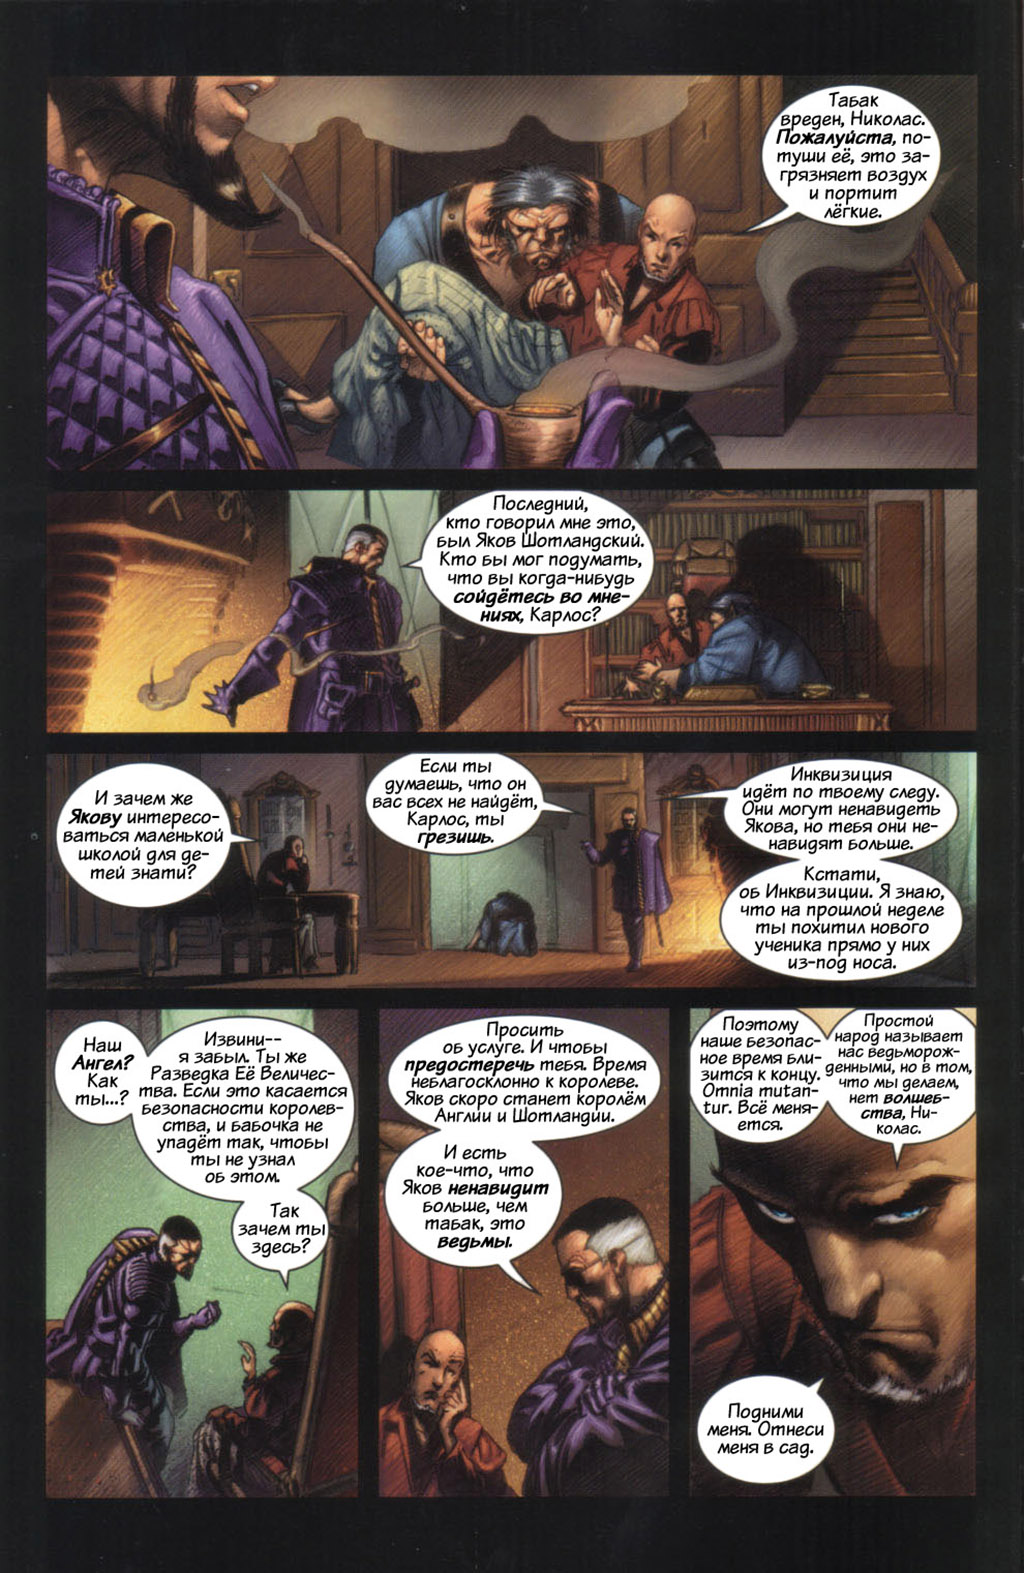 Табак
вреден, Николас.
Пожалуйста, по-
туши её, это за-
грязняет воздух
и портит
лёгкие.
Последний,
кто говорил мне это,
был Яков Шотландский.
Кто бы мог подумать,
что вы когда-нибудь
сойдётесь во мне-
ниях, Карлос?
И зачем же
Якову интересо-
оваться маленькой
школой для де-
тей знати?
Если ты
думаешь, что он
вас всех не найдёт,
Карлос, ты
грезишь.
Инквизиция
идёт по твоему следу.
Они могут ненавидеть
Якова, но тебя они не-
навидят больше.
Кстати,
об Инквизиции. Я знаю,
что на прошлой неделе
ты похитил нового
ученика прямо у них
из-под носа.
Наш
Ангел?
Как
ты...?
Извини--
я забыл. Ты же
Разведка Её Величес-
тва. Если это касается
безопасности королев-
ства, и бабочка не
упадёт так, чтобы
ты не узнал
об этом.
Так
зачем ты
здесь?
Просить
об услуге. И чтобы
предостеречь тебя. Время
неблагосклонно к королеве.
Яков скоро станет королём
Англии и Шотландии.
И есть
кое-что, что
Яков ненавидит
больше, чем
табак, это
ведьмы.
Поэтому
наше безопас-
ное время бли-
зится к концу.
Omnia mutan-
tur. Всё меня-
ется.
Простой
народ называет
нас ведьморож-
денными, но в том,
что мы делаем,
нет волшеб-
ства, Ни-
колас.
Подними
меня. Отнеси
меня в сад.